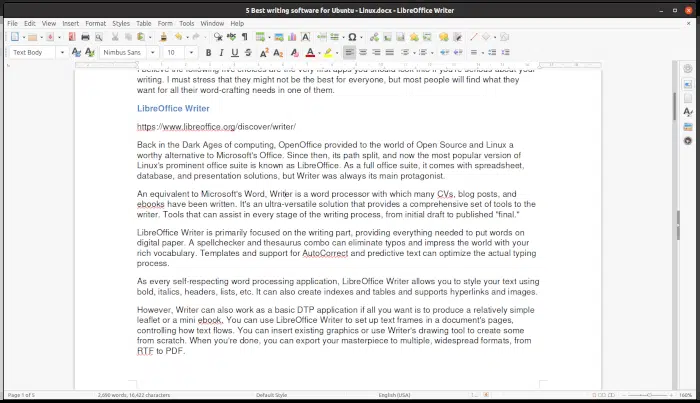 5 Best writing software for Ubuntu - Linux.docx - LibreOffice Writer
File Edit View Insert Format Styles Table Form Tools Window Help
Text Body Nimbus Sans 10
I believe the following five choices are the very first apps you should look into if you're serious about your
writing. I must stress that they might not be the best for everyone, but most people will find what they
want for all their word-crafting needs in one of them.
LibreOffice Writer
https://www.libreoffice.org/discover/writer/
Back in the Dark Ages of computing, OpenOffice provided to the world of Open Source and Linux a
worthy alternative to Microsoft's Office. Since then, its path split, and now the most popular version of
Linux's prominent office suite is known as LibreOffice. As a full office suite, it comes with spreadsheet,
database, and presentation solutions, but Writer was always its main protagonist.
An equivalent to Microsoft's Word, Writer is a word processor with which many CVs, blog posts, and
ebooks have been written. It's an ultra-versatile solution that provides a comprehensive set of tools to the
writer. Tools that can assist in every stage of the writing process, from initial draft to published "final."
LibreOffice Writer is primarily focused on the writing part, providing everything needed to put words on
digital paper. A spellchecker and thesaurus combo can eliminate typos and impress the world with your
rich vocabulary. Templates and support for AutoCorrect and predictive text can optimize the actual typing
process.
As every self-respecting word processing application, LibreOffice Writer allows you to style your text using
bold, italics, headers, lists, etc. It can also create indexes and tables and supports hyperlinks and images.
However, Writer can also work as a basic DTP application if all you want is to produce a relatively simple
leaflet or a mini ebook. You can use LibreOffice Writer to set up text frames in a document's pages,
controlling how text flows. You can insert existing graphics or use Writer's drawing tool to create some
from scratch. When you're done, you can export your masterpiece to multiple, widespread formats, from
RTF to PDF.
Page 1 of 5 2,690 words, 16,422 characters Default Style English (USA) 160%